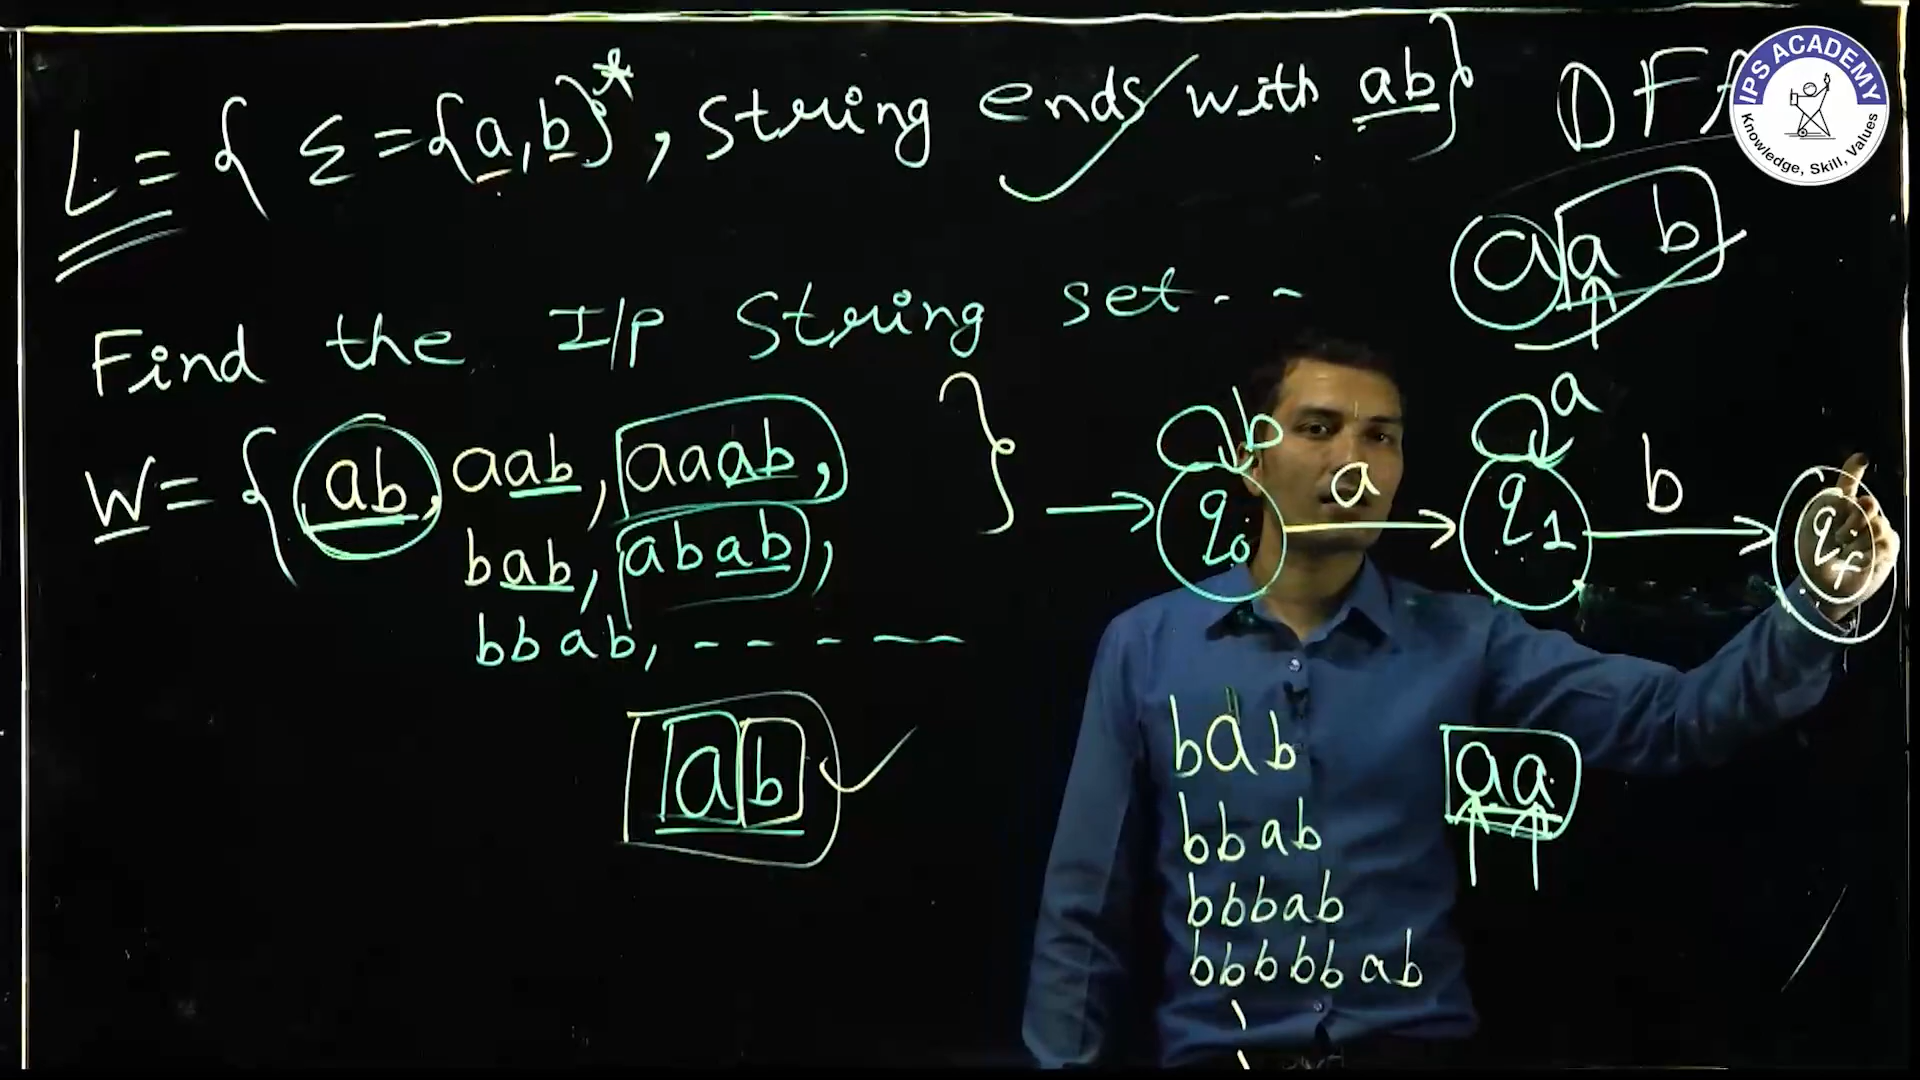 L = { Σ = {a,b}*, string ends with ab} DFA
IPS ACADEMY
Knowledge, Skill, Values
a a b
Find the I/P string set - -
W = { ab, aab, aaab, }
bab, abab,
bbab, - - - - -
b a
q0 a q1 b qf
ab
bab
aa
bbab
bbbab
bbbbbab